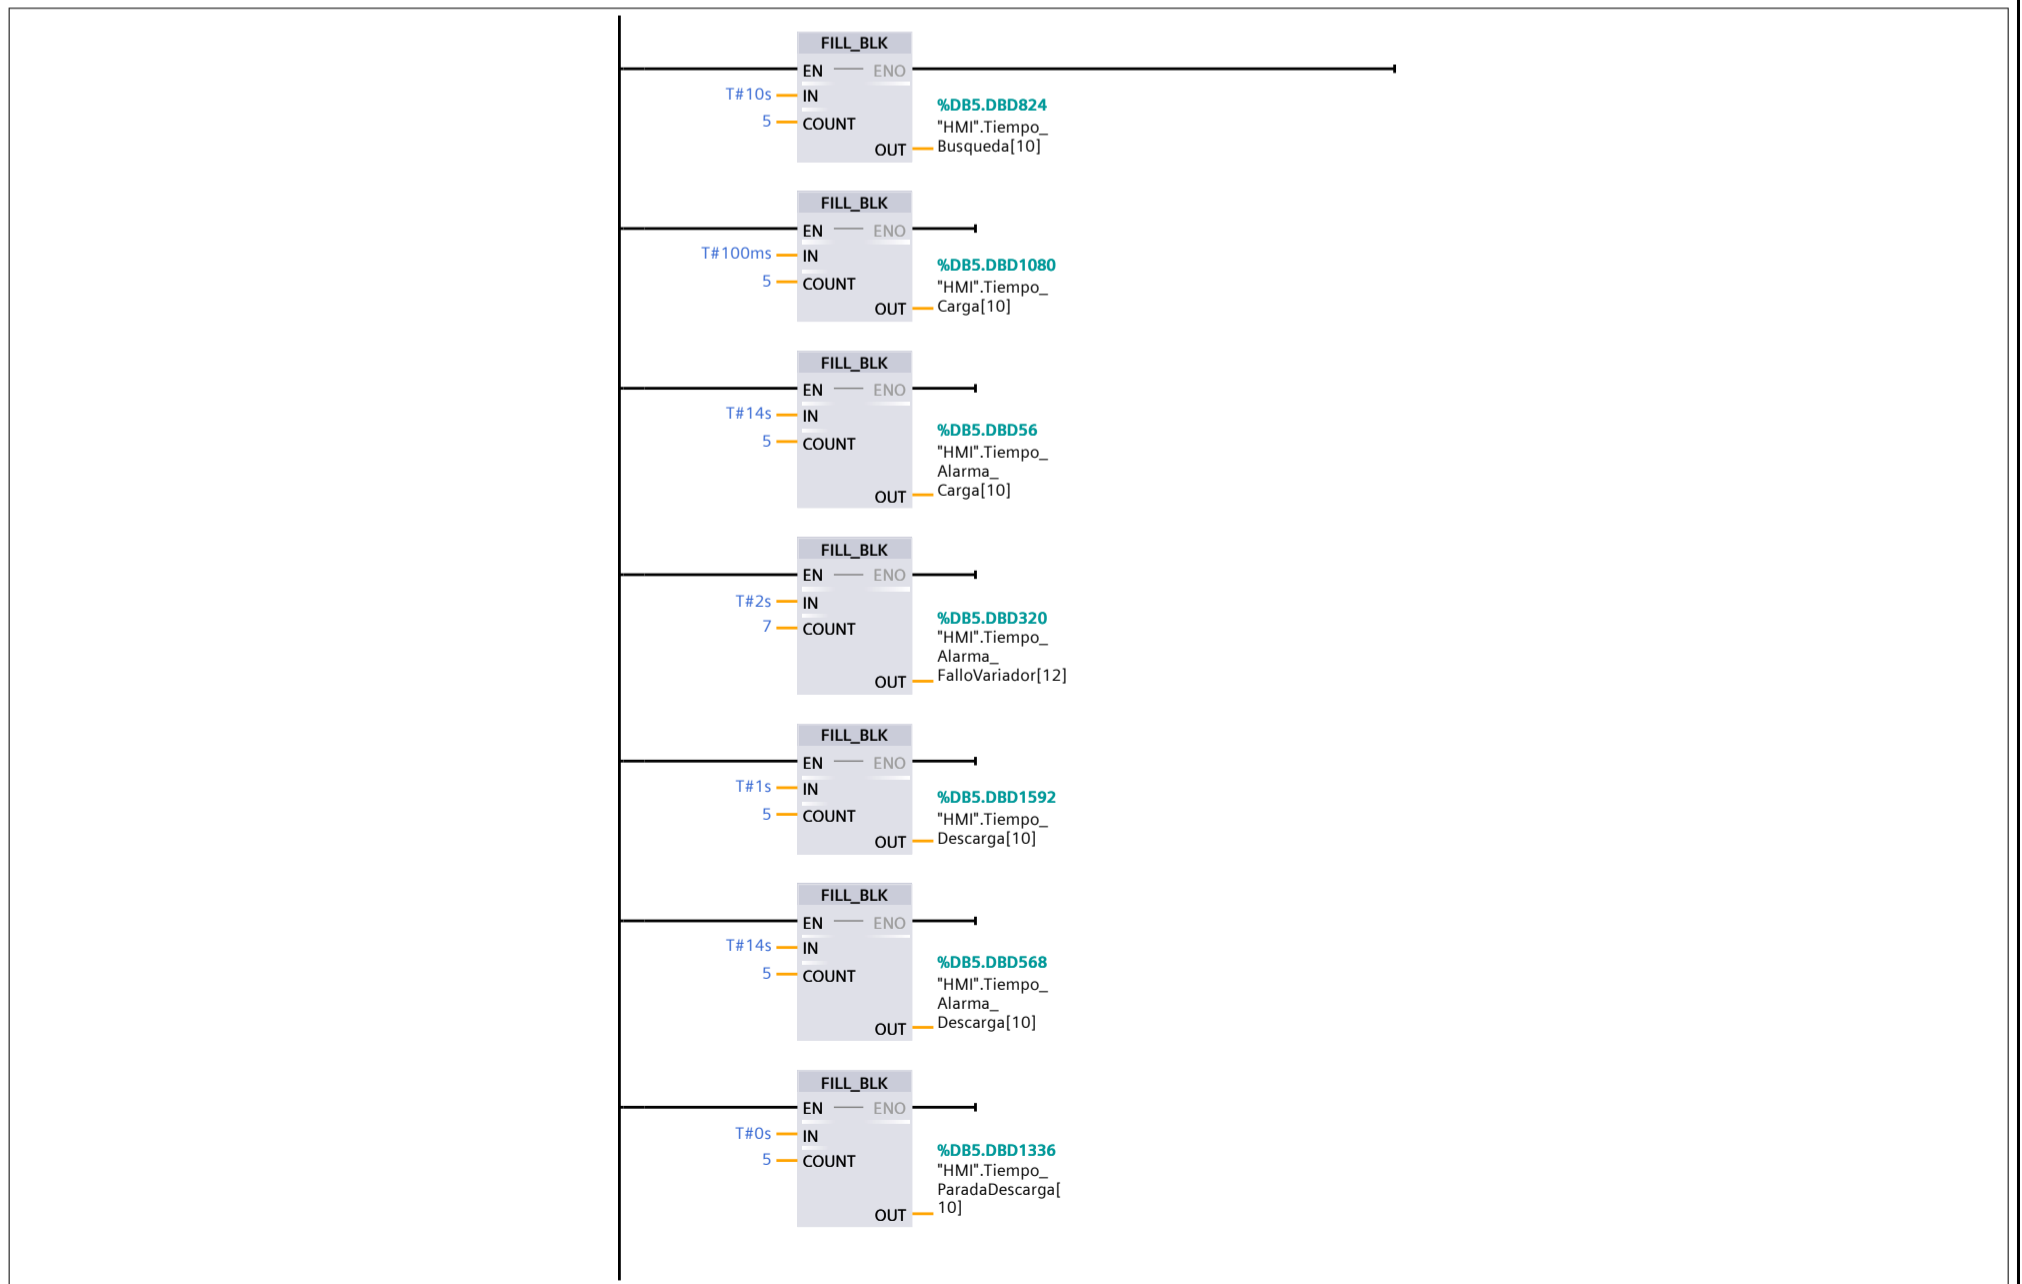 FILL_BLK
EN ENO
T#10s IN
5 COUNT
OUT
%DB5.DBD824
"HMI".Tiempo_
Busqueda[10]
FILL_BLK
EN ENO
T#100ms IN
5 COUNT
OUT
%DB5.DBD1080
"HMI".Tiempo_
Carga[10]
FILL_BLK
EN ENO
T#14s IN
5 COUNT
OUT
%DB5.DBD56
"HMI".Tiempo_
Alarma_
Carga[10]
FILL_BLK
EN ENO
T#2s IN
7 COUNT
OUT
%DB5.DBD320
"HMI".Tiempo_
Alarma_
FalloVariador[12]
FILL_BLK
EN ENO
T#1s IN
5 COUNT
OUT
%DB5.DBD1592
"HMI".Tiempo_
Descarga[10]
FILL_BLK
EN ENO
T#14s IN
5 COUNT
OUT
%DB5.DBD568
"HMI".Tiempo_
Alarma_
Descarga[10]
FILL_BLK
EN ENO
T#0s IN
5 COUNT
OUT
%DB5.DBD1336
"HMI".Tiempo_
ParadaDescarga[
10]